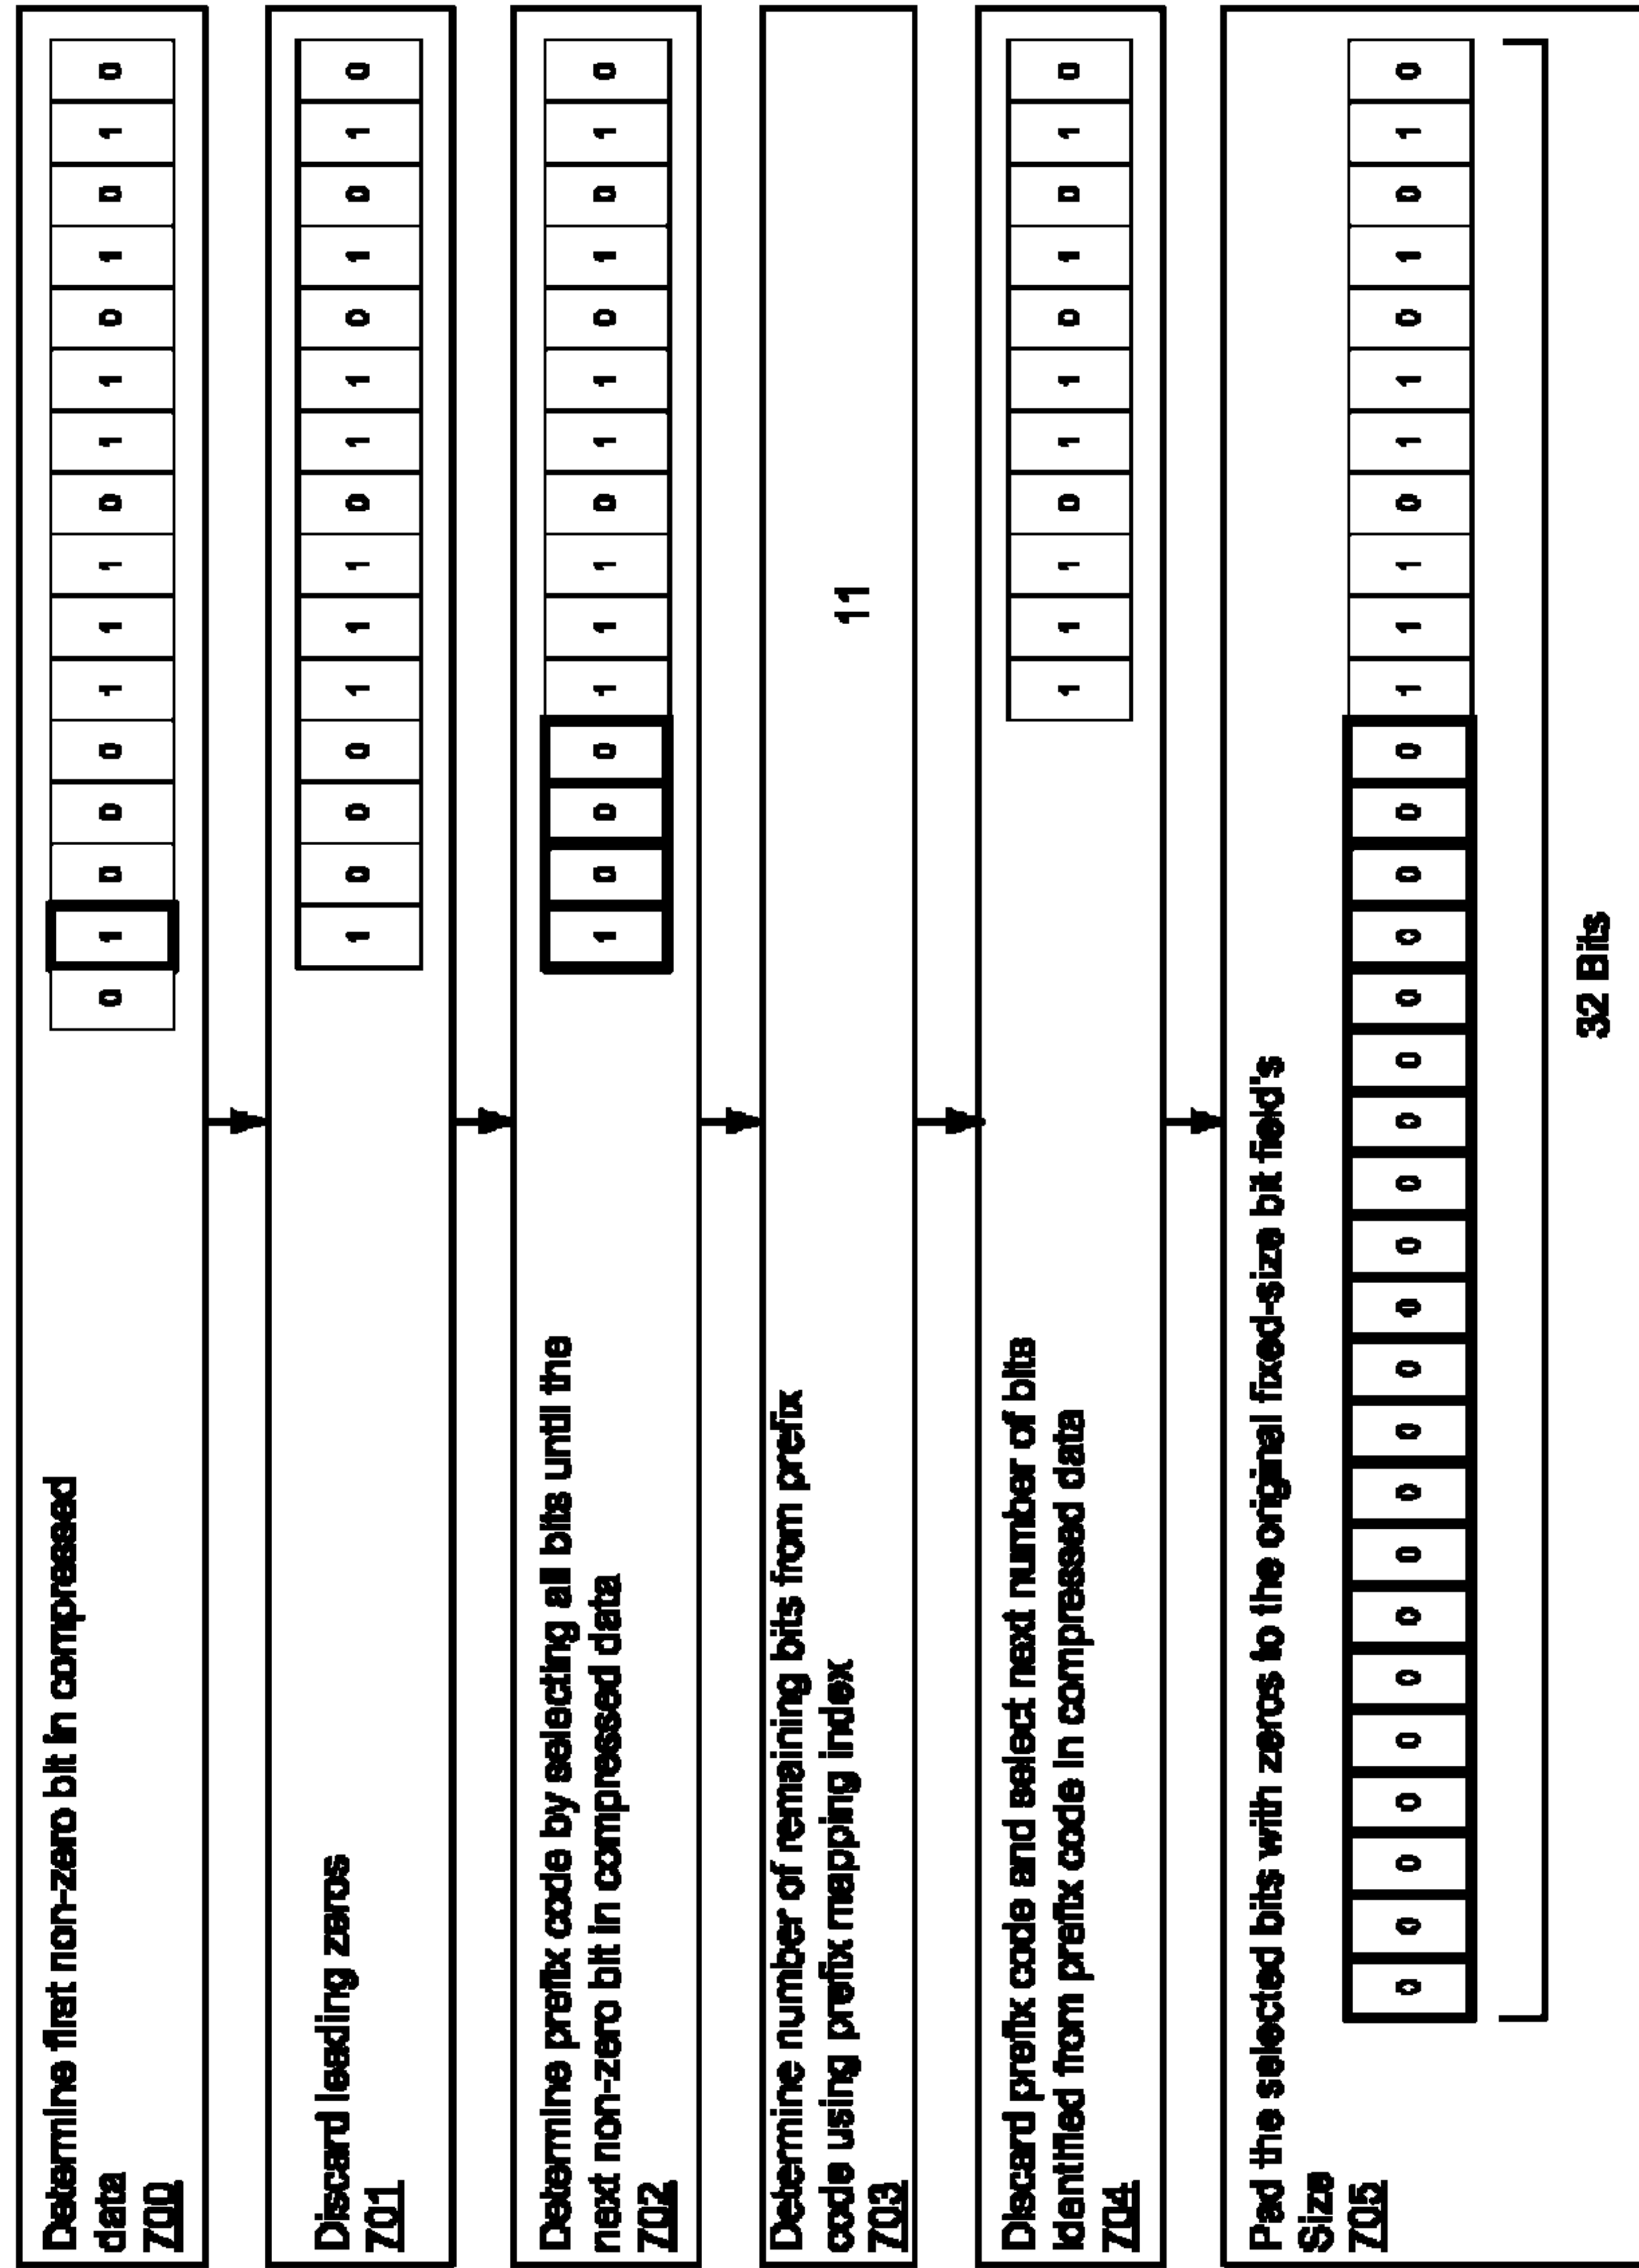 Determine first non-zero bit in compressed
data
700
0 1 0 0 0 1 1 1 0 1 1 0 1 0 1 0
Discard leading zeros
701
1 0 0 0 1 1 1 0 1 1 0 1 0 1 0
Determine prefix code by selecting all bits until the
next non-zero bit in compressed data
702
1 0 0 0 1 1 1 0 1 1 0 1 0 1 0
Determine number of remaining bits from prefix
code using prefix mapping index
703
11
Discard prefix code and select next number of bits
identified from prefix code in compressed data
704
1 1 1 0 1 1 0 1 0 1 0
Pad the selected bits with zeros to the original fixed-size bit field's
Size
705
0 0 0 0 0 0 0 0 0 0 0 0 0 0 0 0 0 0 0 0 0 1 1 1 0 1 1 0 1 0 1 0
32 Bits